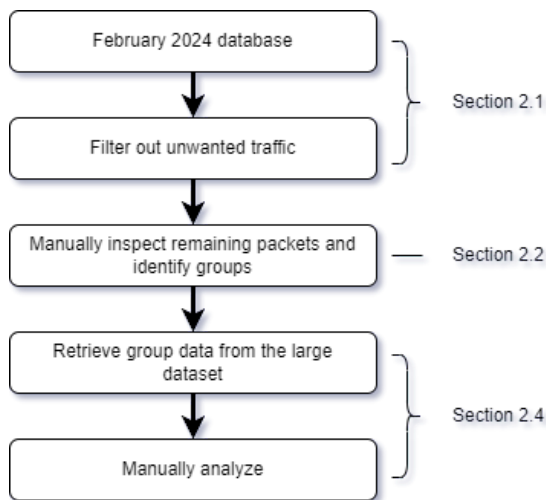 February 2024 database
Section 2.1
Filter out unwanted traffic
Manually inspect remaining packets and
identify groups
Section 2.2
Retrieve group data from the large
dataset
Section 2.4
Manually analyze